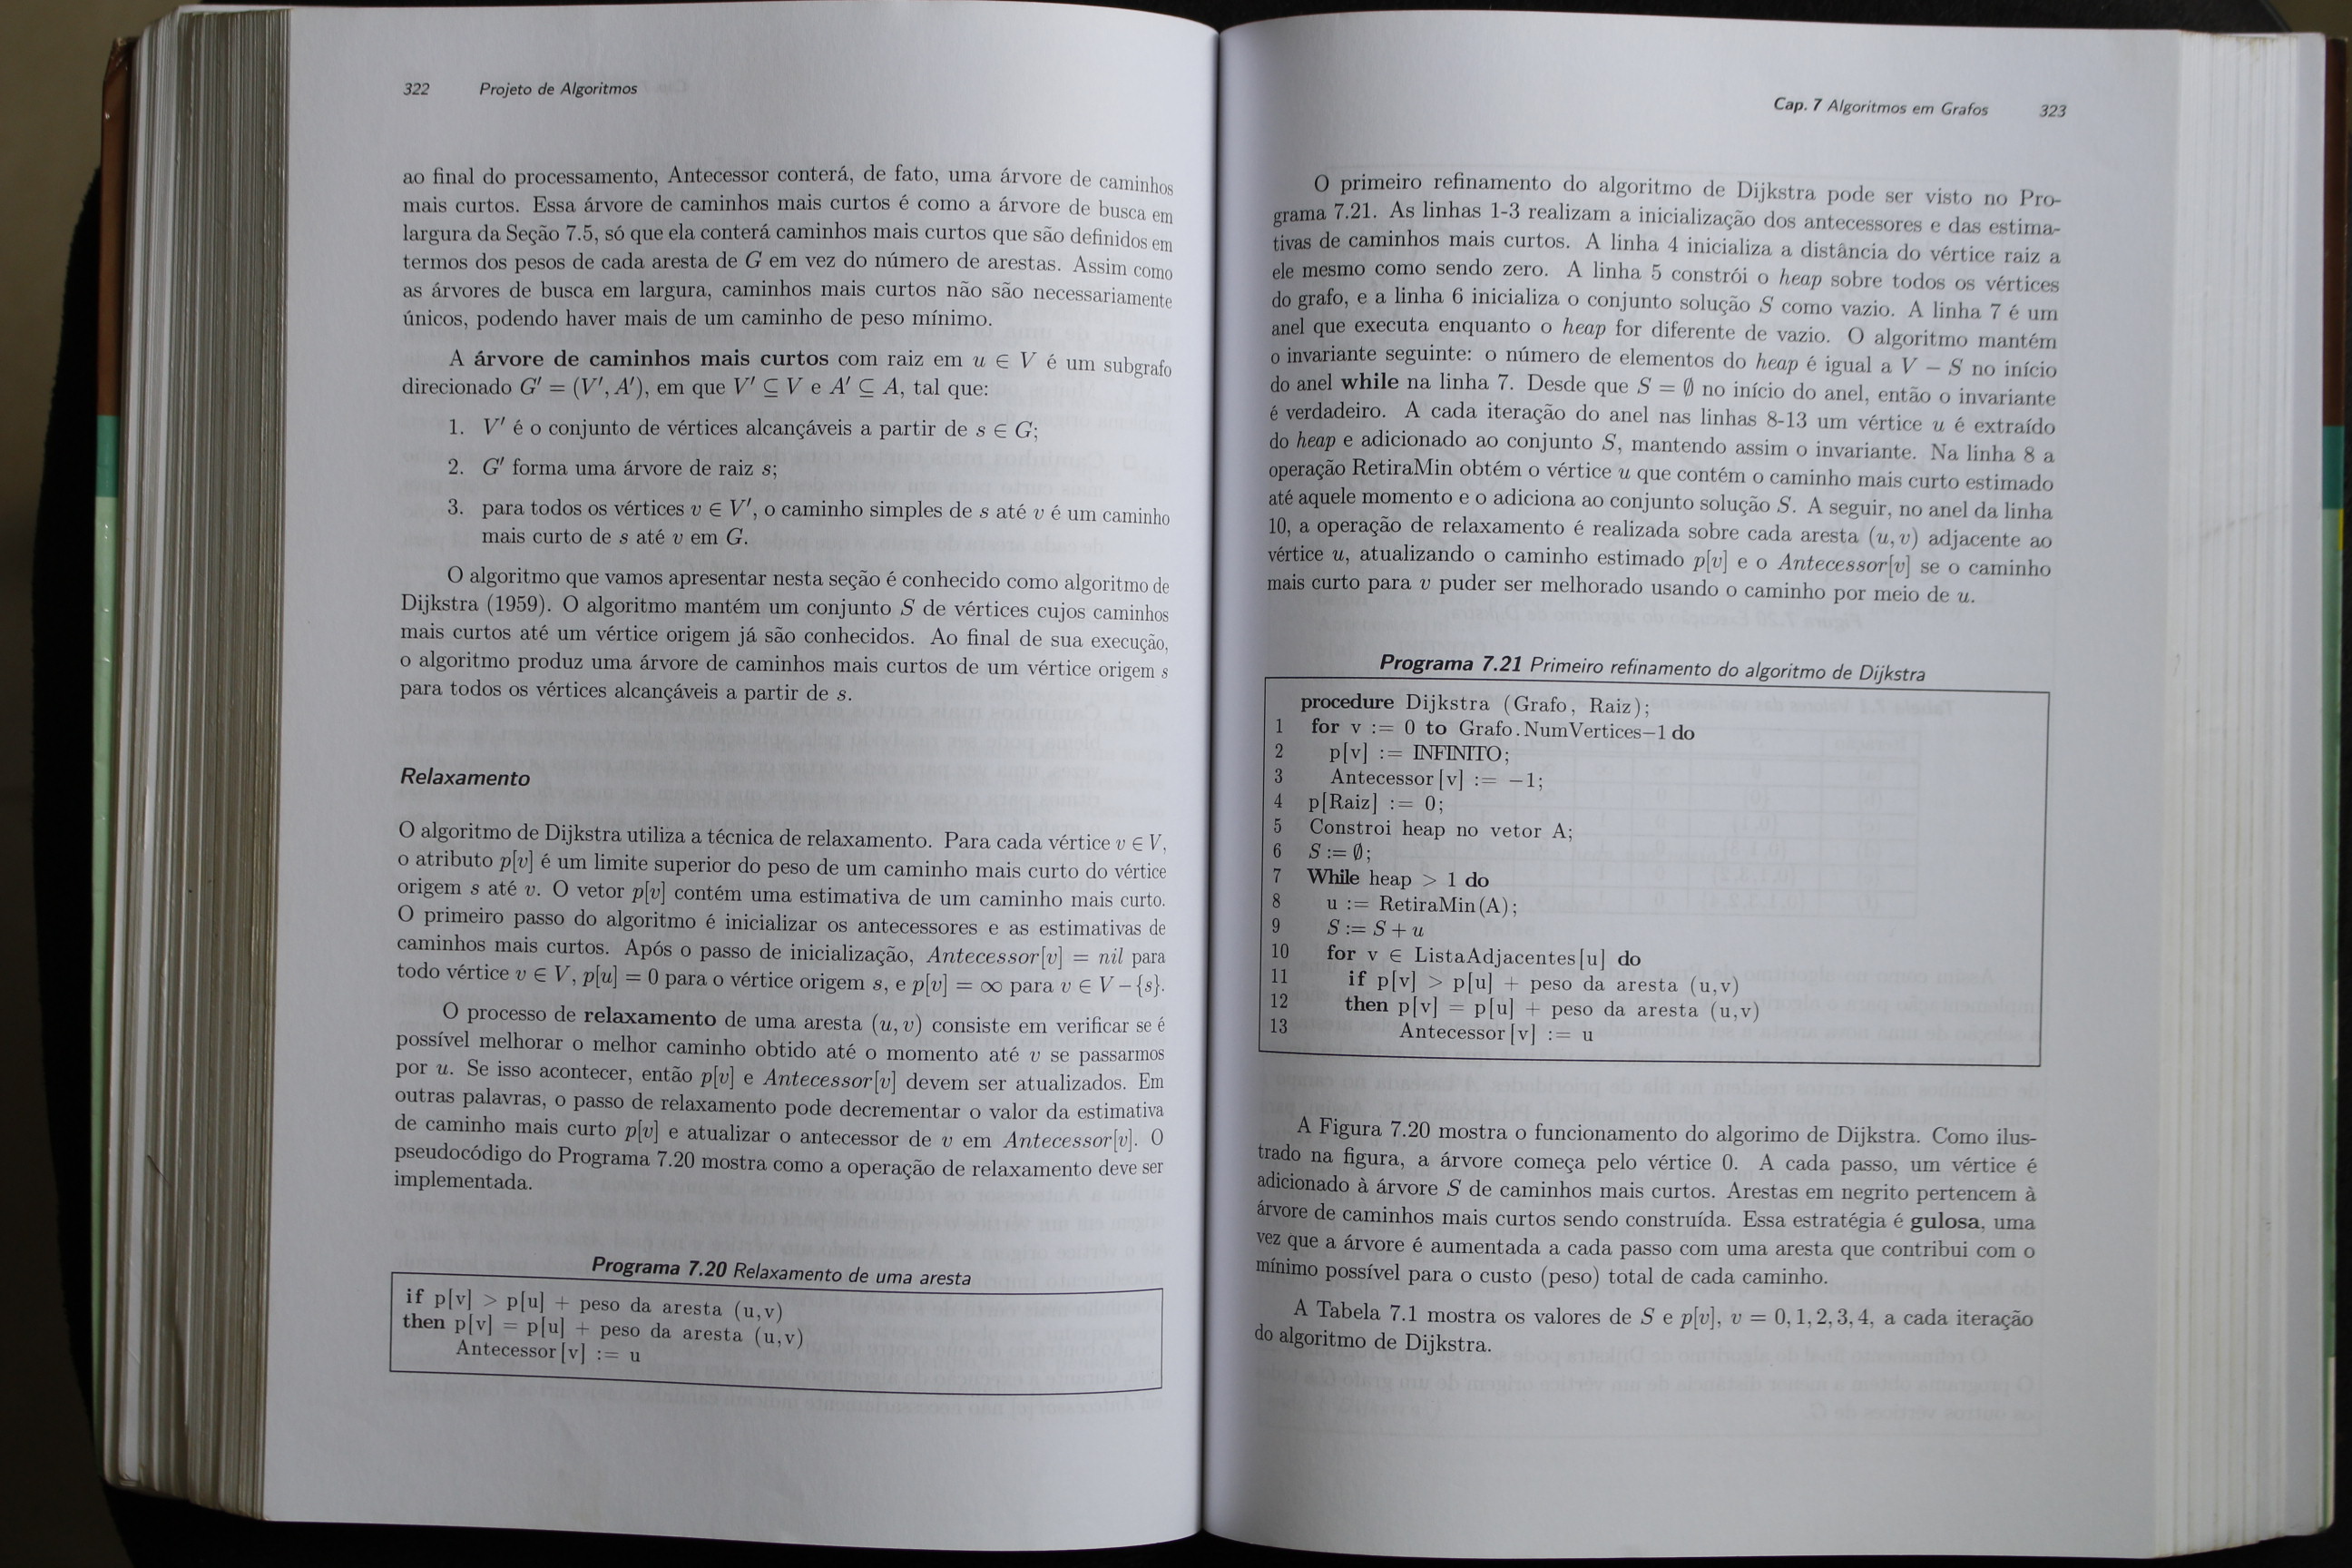 322 Projeto de Algoritmos
ao final do processamento, Antecessor conterá, de fato, uma árvore de caminhos
mais curtos. Essa árvore de caminhos mais curtos é como a árvore de busca em
largura da Seção 7.5, só que ela conterá caminhos mais curtos que são definidos em
termos dos pesos de cada aresta de G em vez do número de arestas. Assim como
as árvores de busca em largura, caminhos mais curtos não são necessariamente
únicos, podendo haver mais de um caminho de peso mínimo.
A árvore de caminhos mais curtos com raiz em u ∈ V é um subgrafo
direcionado G′ = (V′, A′), em que V′ ⊆ V e A′ ⊆ A, tal que:
1. V′ é o conjunto de vértices alcançáveis a partir de s ∈ G;
2. G′ forma uma árvore de raiz s;
3. para todos os vértices v ∈ V′, o caminho simples de s até v é um caminho
mais curto de s até v em G.
O algoritmo que vamos apresentar nesta seção é conhecido como algoritmo de
Dijkstra (1959). O algoritmo mantém um conjunto S de vértices cujos caminhos
mais curtos até um vértice origem já são conhecidos. Ao final de sua execução,
o algoritmo produz uma árvore de caminhos mais curtos de um vértice origem s
para todos os vértices alcançáveis a partir de s.
Relaxamento
O algoritmo de Dijkstra utiliza a técnica de relaxamento. Para cada vértice v ∈ V,
o atributo p[v] é um limite superior do peso de um caminho mais curto do vértice
origem s até v. O vetor p[v] contém uma estimativa de um caminho mais curto.
O primeiro passo do algoritmo é inicializar os antecessores e as estimativas de
caminhos mais curtos. Após o passo de inicialização, Antecessor[v] = nil para
todo vértice v ∈ V, p[u] = 0 para o vértice origem s, e p[v] = ∞ para v ∈ V − {s}.
O processo de relaxamento de uma aresta (u, v) consiste em verificar se é
possível melhorar o melhor caminho obtido até o momento até v se passarmos
por u. Se isso acontecer, então p[v] e Antecessor[v] devem ser atualizados. Em
outras palavras, o passo de relaxamento pode decrementar o valor da estimativa
de caminho mais curto p[v] e atualizar o antecessor de v em Antecessor[v]. O
pseudocódigo do Programa 7.20 mostra como a operação de relaxamento deve ser
implementada.
Programa 7.20 Relaxamento de uma aresta
if p[v] > p[u] + peso da aresta (u,v)
then p[v] = p[u] + peso da aresta (u,v)
Antecessor[v] := u
Cap. 7 Algoritmos em Grafos 323
O primeiro refinamento do algoritmo de Dijkstra pode ser visto no Pro-
grama 7.21. As linhas 1-3 realizam a inicialização dos antecessores e das estima-
tivas de caminhos mais curtos. A linha 4 inicializa a distância do vértice raiz a
ele mesmo como sendo zero. A linha 5 constrói o heap sobre todos os vértices
do grafo, e a linha 6 inicializa o conjunto solução S como vazio. A linha 7 é um
anel que executa enquanto o heap for diferente de vazio. O algoritmo mantém
o invariante seguinte: o número de elementos do heap é igual a V − S no início
do anel while na linha 7. Desde que S = ∅ no início do anel, então o invariante
é verdadeiro. A cada iteração do anel nas linhas 8-13 um vértice u é extraído
do heap e adicionado ao conjunto S, mantendo assim o invariante. Na linha 8 a
operação RetiraMin obtém o vértice u que contém o caminho mais curto estimado
até aquele momento e o adiciona ao conjunto solução S. A seguir, no anel da linha
10, a operação de relaxamento é realizada sobre cada aresta (u, v) adjacente ao
vértice u, atualizando o caminho estimado p[v] e o Antecessor[v] se o caminho
mais curto para v puder ser melhorado usando o caminho por meio de u.
Programa 7.21 Primeiro refinamento do algoritmo de Dijkstra
procedure Dijkstra (Grafo, Raiz);
1 for v := 0 to Grafo.NumVertices−1 do
2 p[v] := INFINITO;
3 Antecessor[v] := −1;
4 p[Raiz] := 0;
5 Constroi heap no vetor A;
6 S := ∅;
7 While heap > 1 do
8 u := RetiraMin(A);
9 S := S + u
10 for v ∈ ListaAdjacentes[u] do
11 if p[v] > p[u] + peso da aresta (u,v)
12 then p[v] = p[u] + peso da aresta (u,v)
13 Antecessor[v] := u
A Figura 7.20 mostra o funcionamento do algorimo de Dijkstra. Como ilus-
trado na figura, a árvore começa pelo vértice 0. A cada passo, um vértice é
adicionado à árvore S de caminhos mais curtos. Arestas em negrito pertencem à
árvore de caminhos mais curtos sendo construída. Essa estratégia é gulosa, uma
vez que a árvore é aumentada a cada passo com uma aresta que contribui com o
mínimo possível para o custo (peso) total de cada caminho.
A Tabela 7.1 mostra os valores de S e p[v], v = 0, 1, 2, 3, 4, a cada iteração
do algoritmo de Dijkstra.